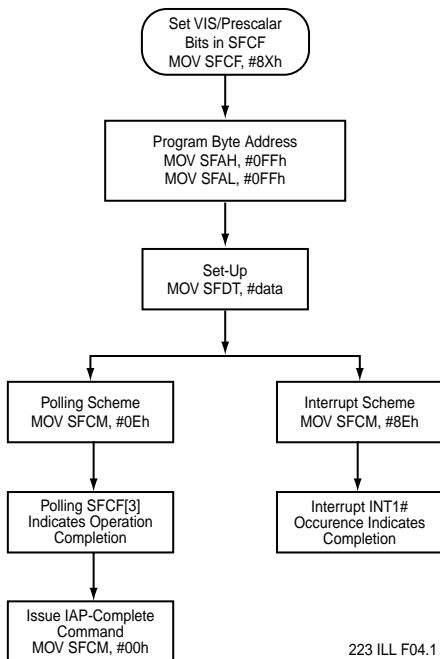 Set VIS/Prescalar
Bits in SFCF
MOV SFCF, #8Xh
Program Byte Address
MOV SFAH, #0FFh
MOV SFAL, #0FFh
Set-Up
MOV SFDT, #data
Polling Scheme
MOV SFCM, #0Eh
Interrupt Scheme
MOV SFCM, #8Eh
Polling SFCF[3]
Indicates Operation
Completion
Interrupt INT1#
Occurence Indicates
Completion
Issue IAP-Complete
Command
MOV SFCM, #00h
223 ILL F04.1